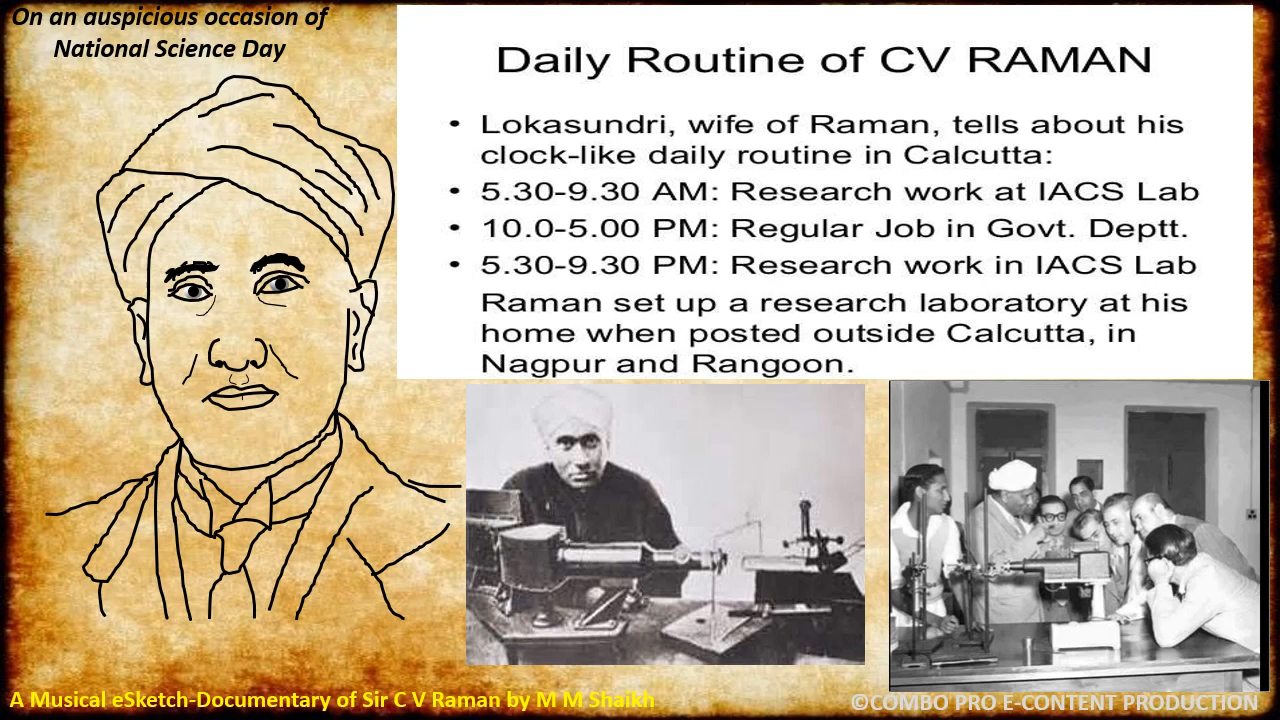 On an auspicious occasion of
National Science Day
Daily Routine of CV RAMAN
• Lokasundri, wife of Raman, tells about his
clock-like daily routine in Calcutta:
• 5.30-9.30 AM: Research work at IACS Lab
• 10.0-5.00 PM: Regular Job in Govt. Deptt.
• 5.30-9.30 PM: Research work in IACS Lab
Raman set up a research laboratory at his
home when posted outside Calcutta, in
Nagpur and Rangoon.
A Musical eSketch-Documentary of Sir C V Raman by M M Shaikh
©COMBO PRO E-CONTENT PRODUCTION